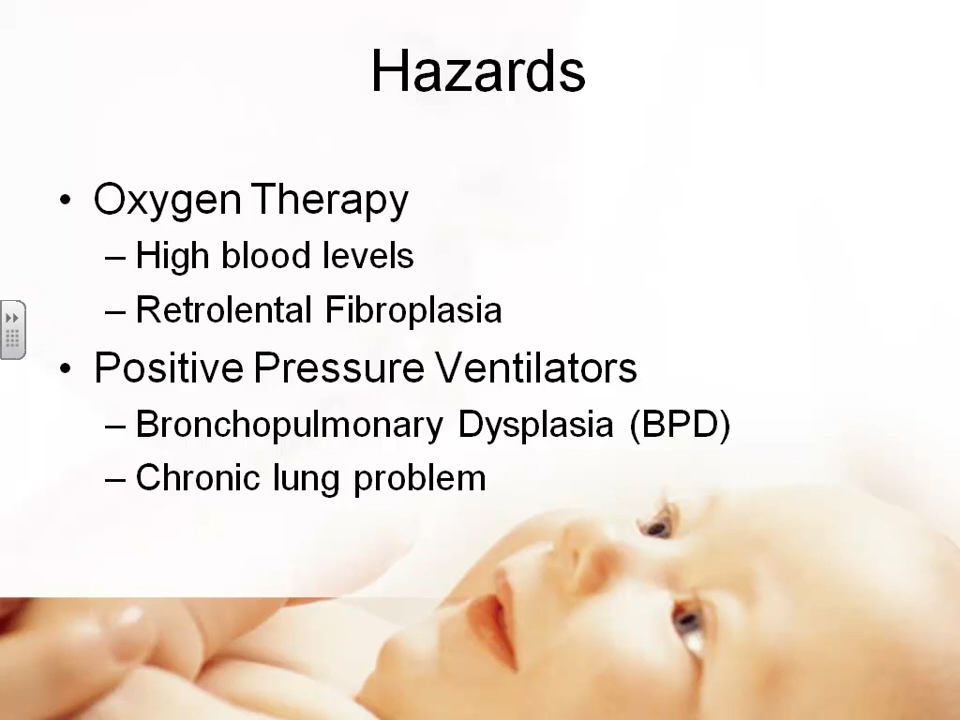 Hazards
• Oxygen Therapy
– High blood levels
– Retrolental Fibroplasia
• Positive Pressure Ventilators
– Bronchopulmonary Dysplasia (BPD)
– Chronic lung problem